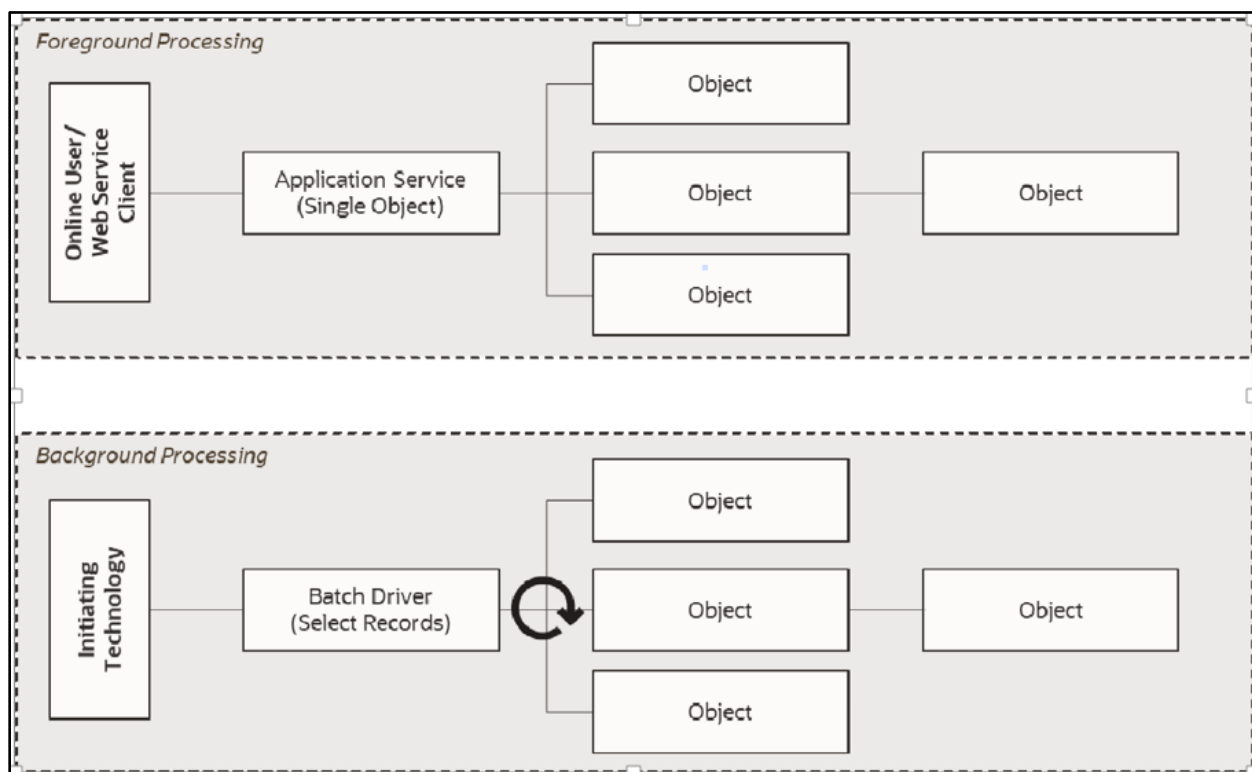 Foreground Processing
Online User/
Web Service
Client
Application Service
(Single Object)
Object
Object
Object
Object
Background Processing
Initiating
Technology
Batch Driver
(Select Records)
Object
Object
Object
Object